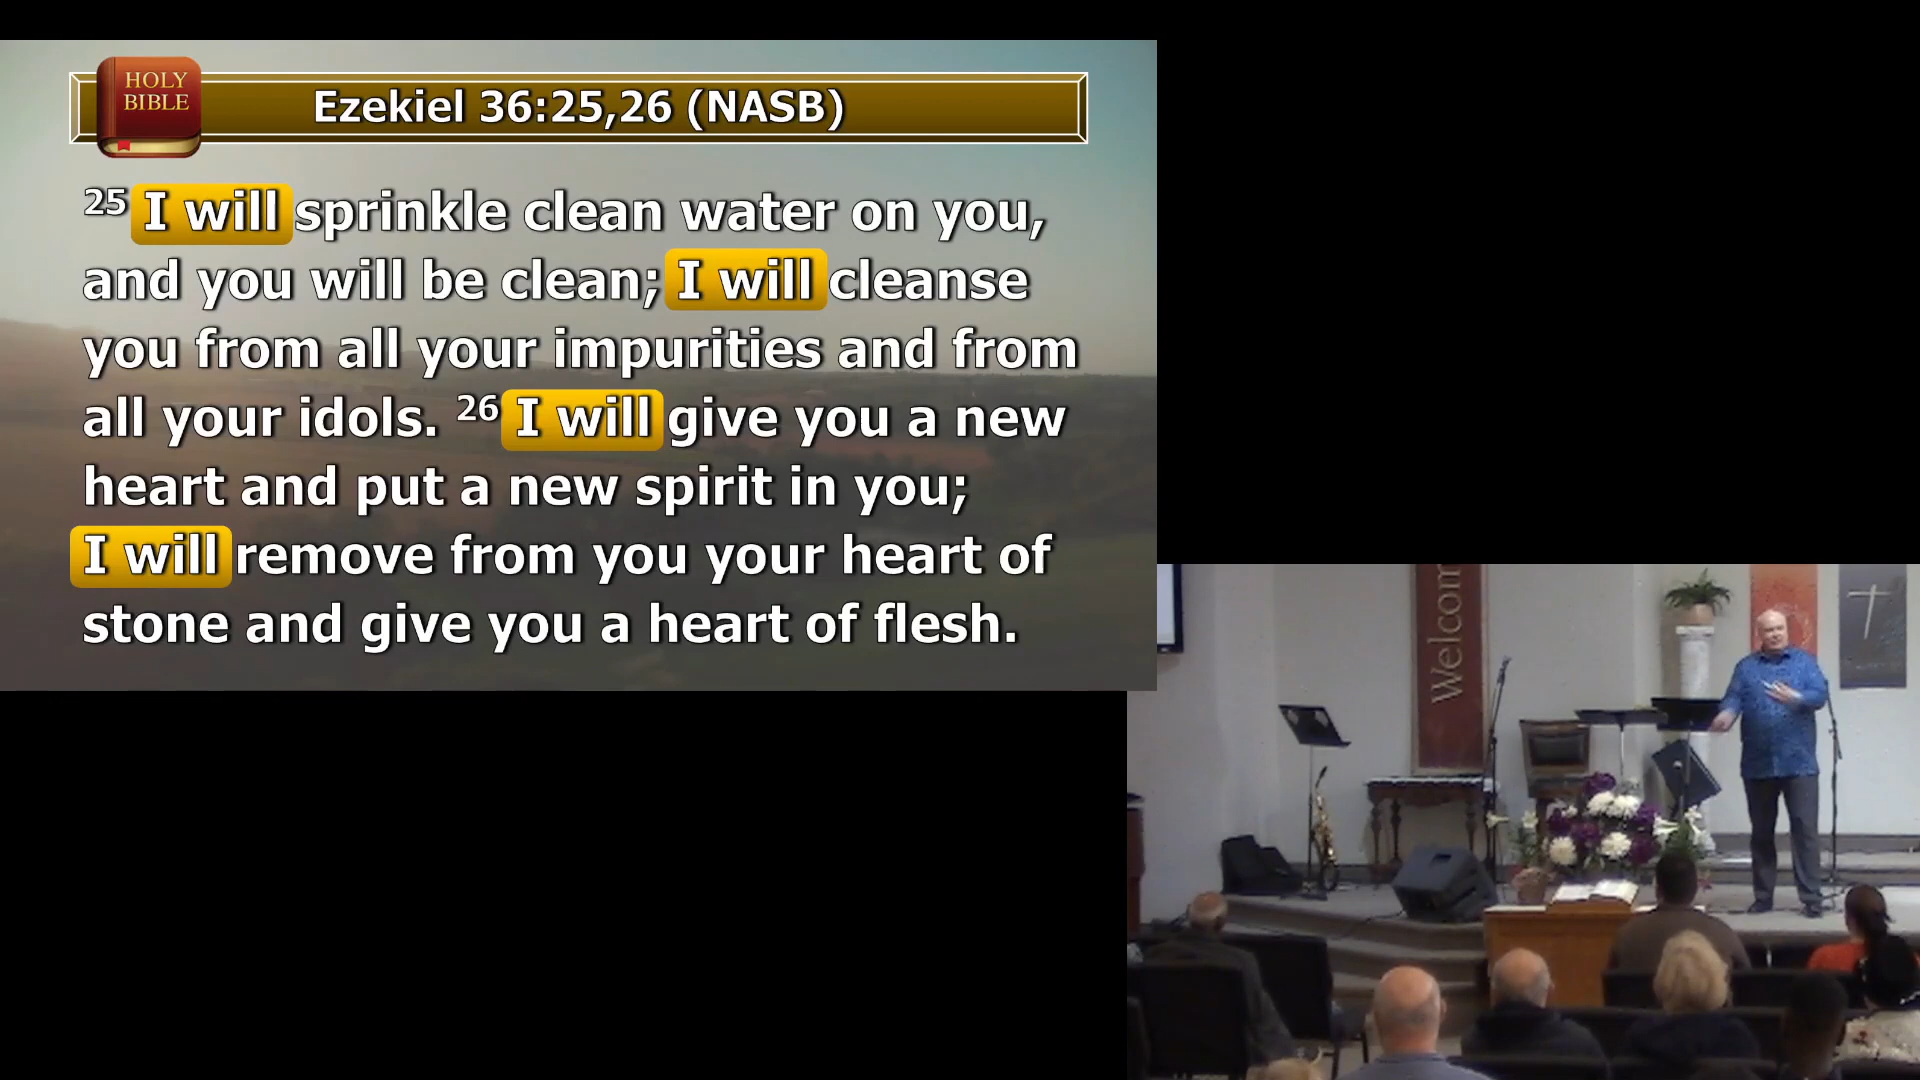 HOLY
BIBLE
Ezekiel 36:25,26 (NASB)
25 I will sprinkle clean water on you,
and you will be clean; I will cleanse
you from all your impurities and from
all your idols. 26 I will give you a new
heart and put a new spirit in you;
I will remove from you your heart of
stone and give you a heart of flesh.
Welcom